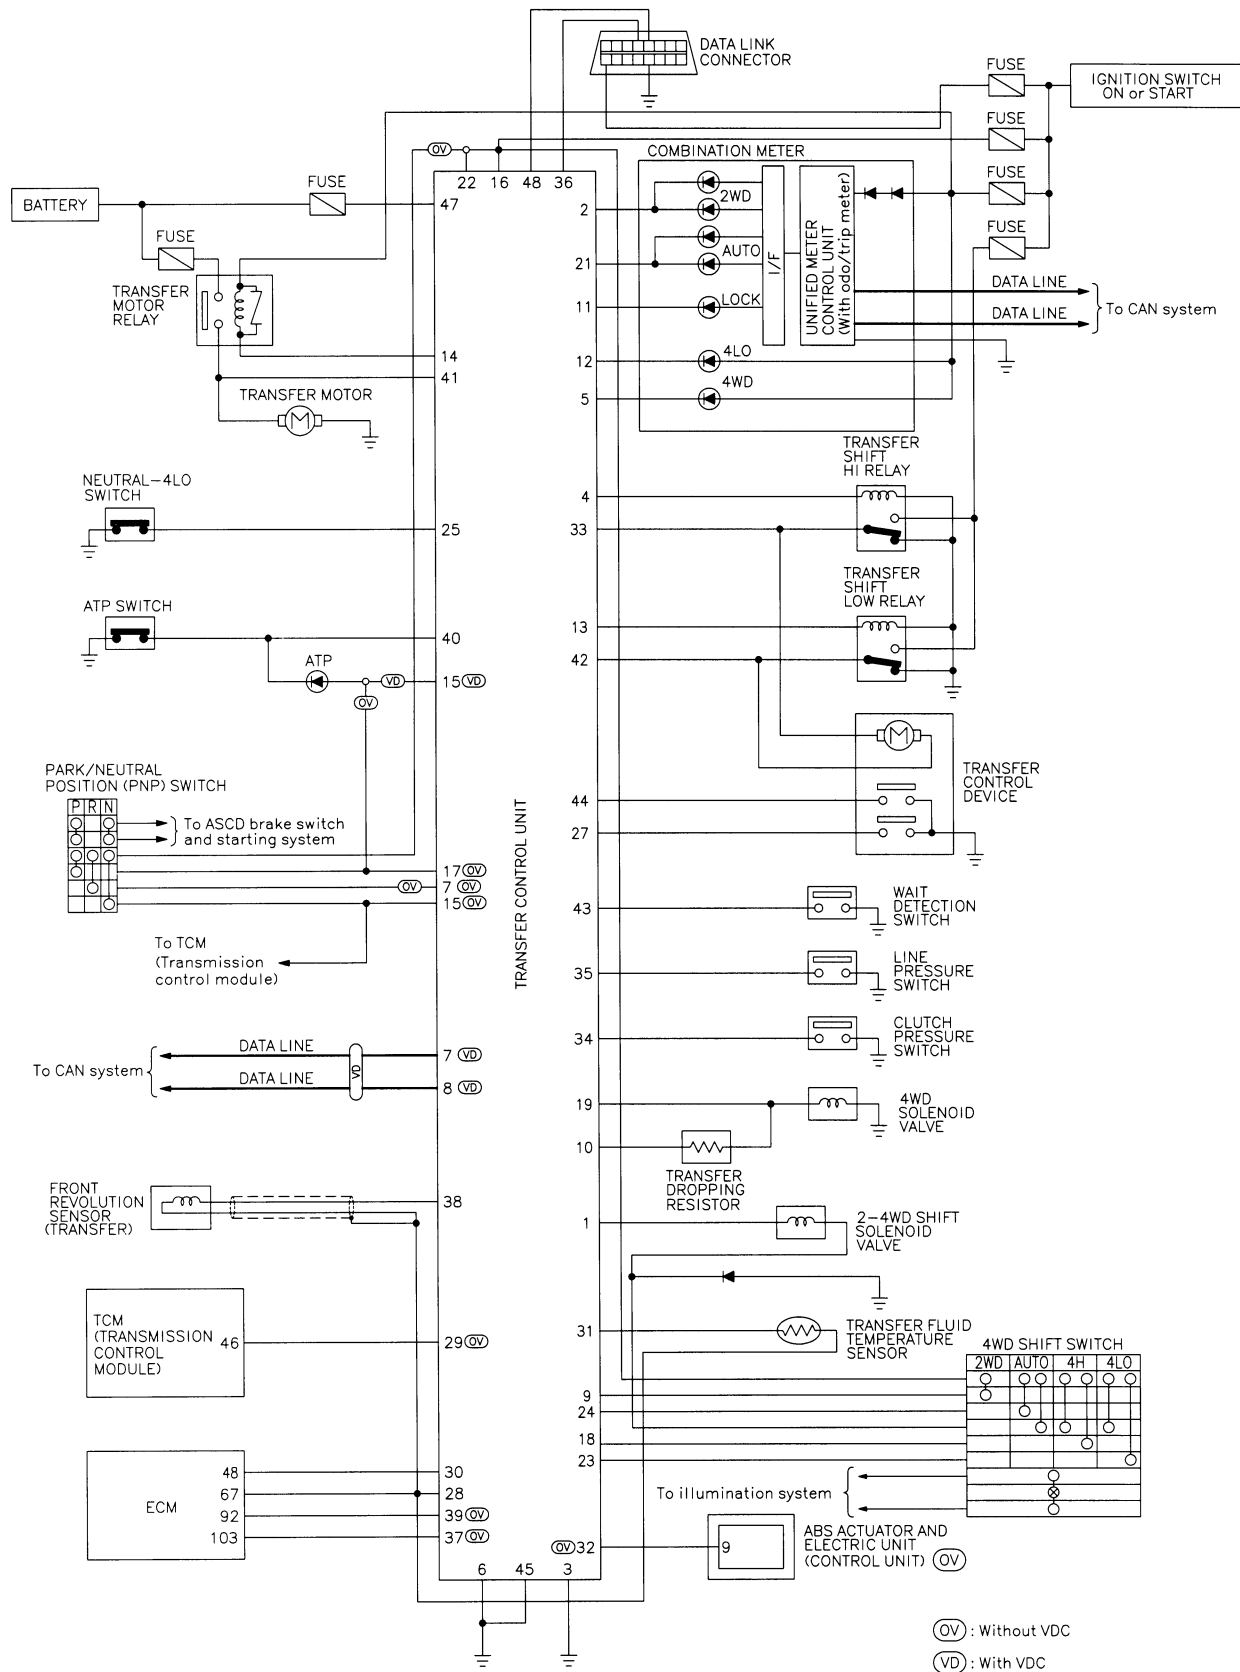 DATA LINK
CONNECTOR
FUSE
IGNITION SWITCH
ON or START
FUSE
OV
COMBINATION METER
22 16 48 36
FUSE
FUSE
BATTERY
47
2
2WD
FUSE
FUSE
21
AUTO
I/F
UNIFIED METER
CONTROL UNIT
(With odo/trip meter)
TRANSFER
MOTOR
RELAY
11
LOCK
DATA LINE
DATA LINE
To CAN system
14
12
4LO
41
5
4WD
TRANSFER MOTOR
M
TRANSFER
SHIFT
HI RELAY
NEUTRAL-4LO
SWITCH
4
25
33
TRANSFER
SHIFT
LOW RELAY
ATP SWITCH
13
40
42
ATP
VD
15 VD
OV
M
TRANSFER
CONTROL
DEVICE
PARK/NEUTRAL
POSITION (PNP) SWITCH
P R N
To ASCD brake switch
and starting system
44
27
17 OV
OV
7 OV
15 OV
TRANSFER CONTROL UNIT
43
WAIT
DETECTION
SWITCH
To TCM
(Transmission
control module)
35
LINE
PRESSURE
SWITCH
34
CLUTCH
PRESSURE
SWITCH
DATA LINE
7 VD
To CAN system
VD
DATA LINE
8 VD
19
4WD
SOLENOID
VALVE
10
TRANSFER
DROPPING
RESISTOR
FRONT
REVOLUTION
SENSOR
(TRANSFER)
38
1
2-4WD SHIFT
SOLENOID
VALVE
TCM
(TRANSMISSION
CONTROL
MODULE)
46
29 OV
31
TRANSFER FLUID
TEMPERATURE
SENSOR
4WD SHIFT SWITCH
2WD AUTO 4H 4LO
9
24
18
23
ECM
48
30
67
28
92
39 OV
103
37 OV
To illumination system
OV 32
9
ABS ACTUATOR AND
ELECTRIC UNIT
(CONTROL UNIT) OV
6 45 3
OV : Without VDC
VD : With VDC